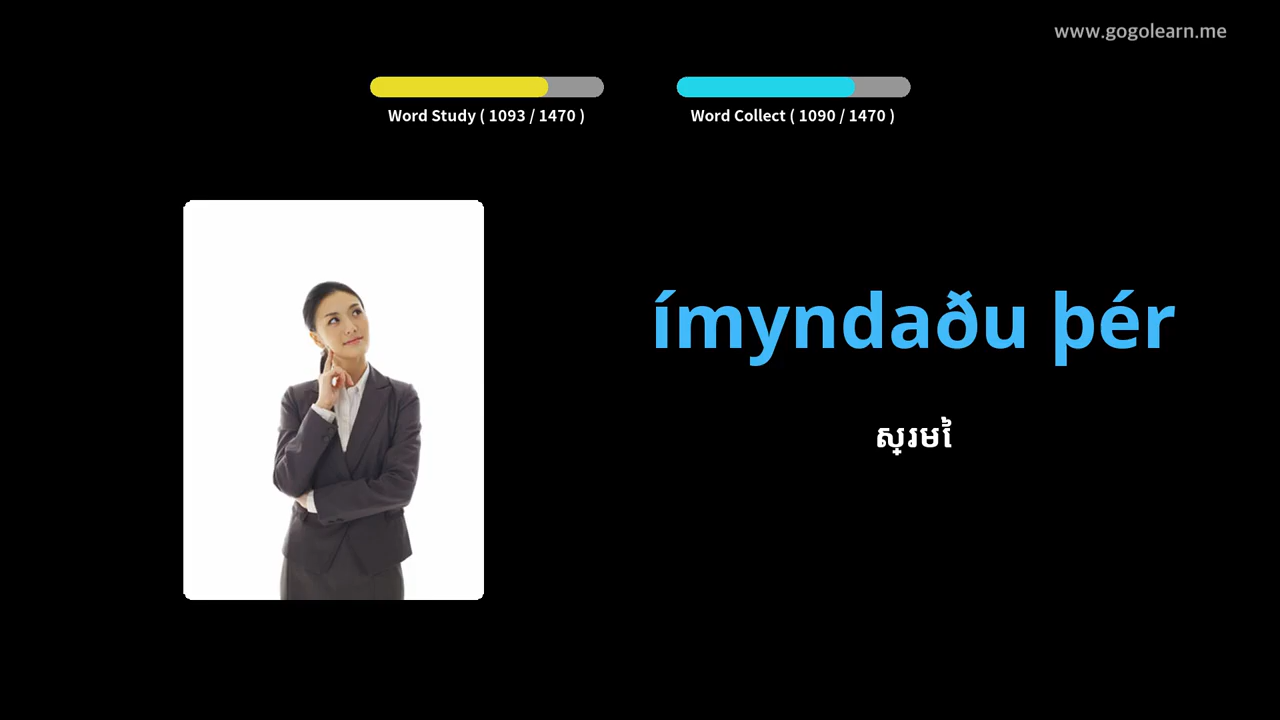 www.gogolearn.me
Word Study ( 1093 / 1470 )
Word Collect ( 1090 / 1470 )
ímyndaðu þér
ស្រមៃ